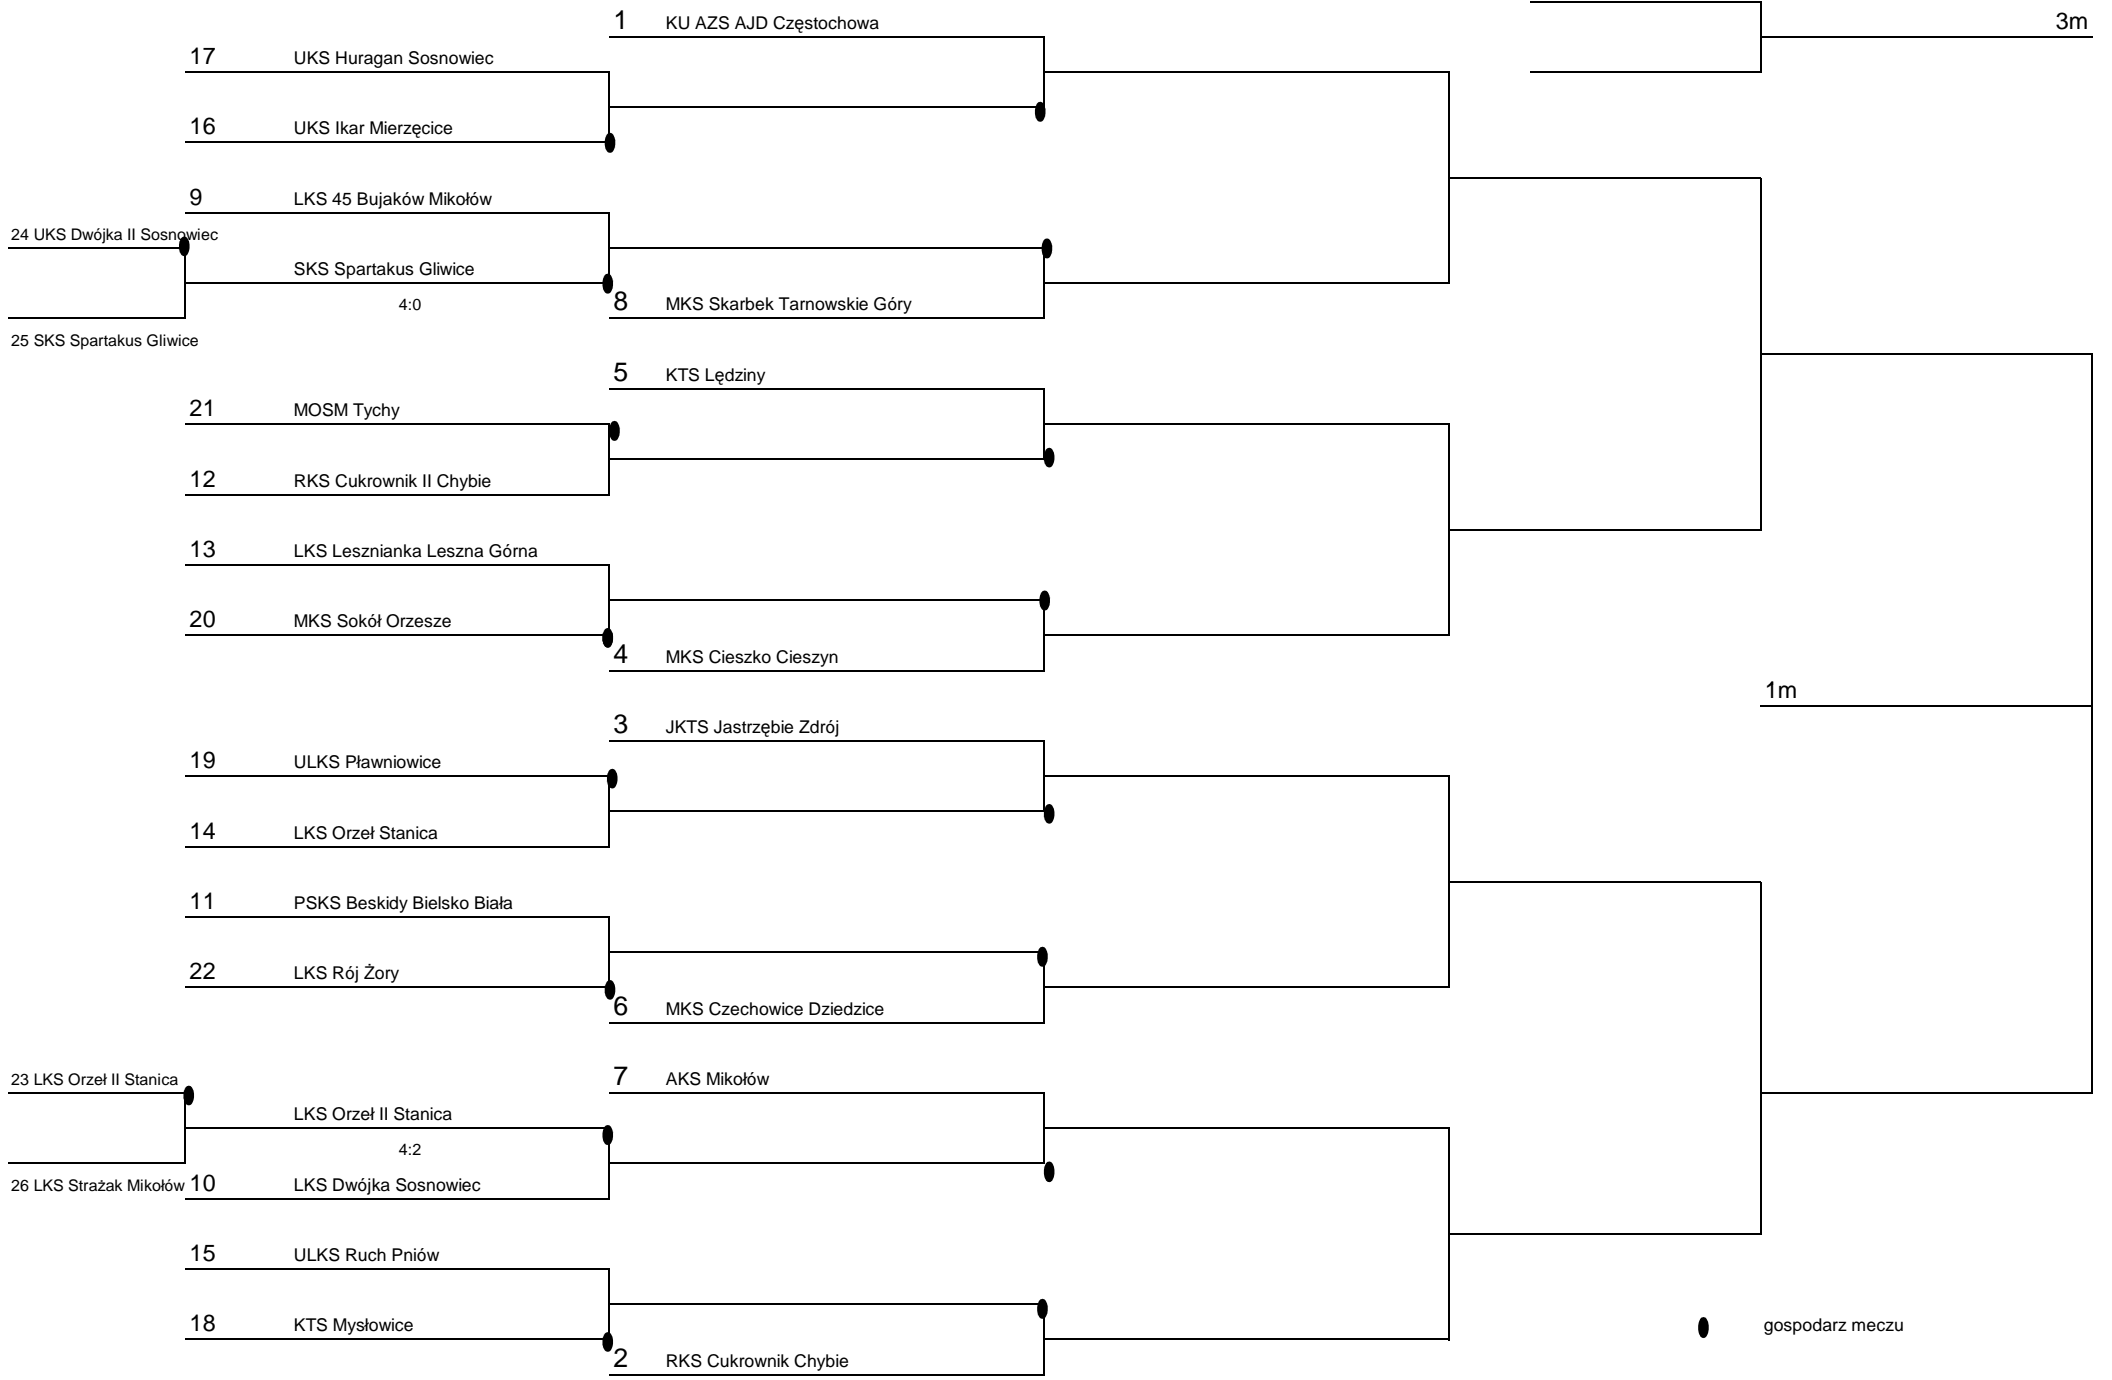 1 KU AZS AJD Częstochowa
3m
17 UKS Huragan Sosnowiec
16 UKS Ikar Mierzęcice
9 LKS 45 Bujaków Mikołów
24 UKS Dwójka II Sosnowiec
SKS Spartakus Gliwice
4:0
8 MKS Skarbek Tarnowskie Góry
25 SKS Spartakus Gliwice
5 KTS Lędziny
21 MOSM Tychy
12 RKS Cukrownik II Chybie
13 LKS Lesznianka Leszna Górna
20 MKS Sokół Orzesze
4 MKS Cieszko Cieszyn
1m
3 JKTS Jastrzębie Zdrój
19 ULKS Pławniowice
14 LKS Orzeł Stanica
11 PSKS Beskidy Bielsko Biała
22 LKS Rój Żory
6 MKS Czechowice Dziedzice
7 AKS Mikołów
23 LKS Orzeł II Stanica
LKS Orzeł II Stanica
4:2
26 LKS Strażak Mikołów
10 LKS Dwójka Sosnowiec
15 ULKS Ruch Pniów
18 KTS Mysłowice
gospodarz meczu
2 RKS Cukrownik Chybie